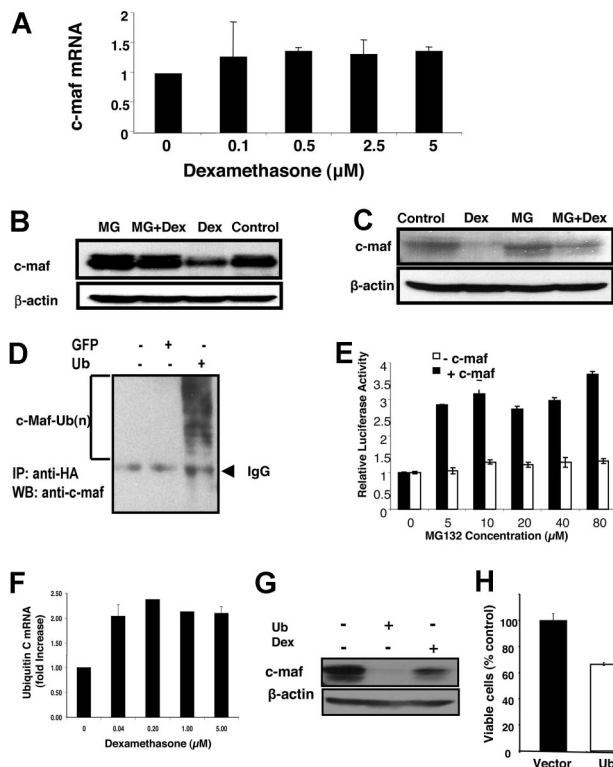 A
c-maf mRNA
2
1.5
1
0.5
0
0 0.1 0.5 2.5 5
Dexamethasone (µM)
B
MG MG+Dex Dex Control
c-maf
β-actin
C
Control Dex MG MG+Dex
c-maf
β-actin
D
GFP - + -
Ub - - +
c-Maf-Ub(n)
IP: anti-HA
WB: anti-c-maf
IgG
E
- c-maf
+ c-maf
Relative Luciferase Activity
4
3.5
3
2.5
2
1.5
1
0 5 10 20 40 80
MG132 Concentration (µM)
F
Ubiquitin C mRNA
(fold Increase)
2.50
2.00
1.50
1.00
0.50
0.00
0 0.04 0.20 1.00 5.00
Dexamethasone (µM)
G
Ub - + -
Dex - - +
c-maf
β-actin
H
Viable cells (% control)
100
80
60
40
20
0
Vector Ub